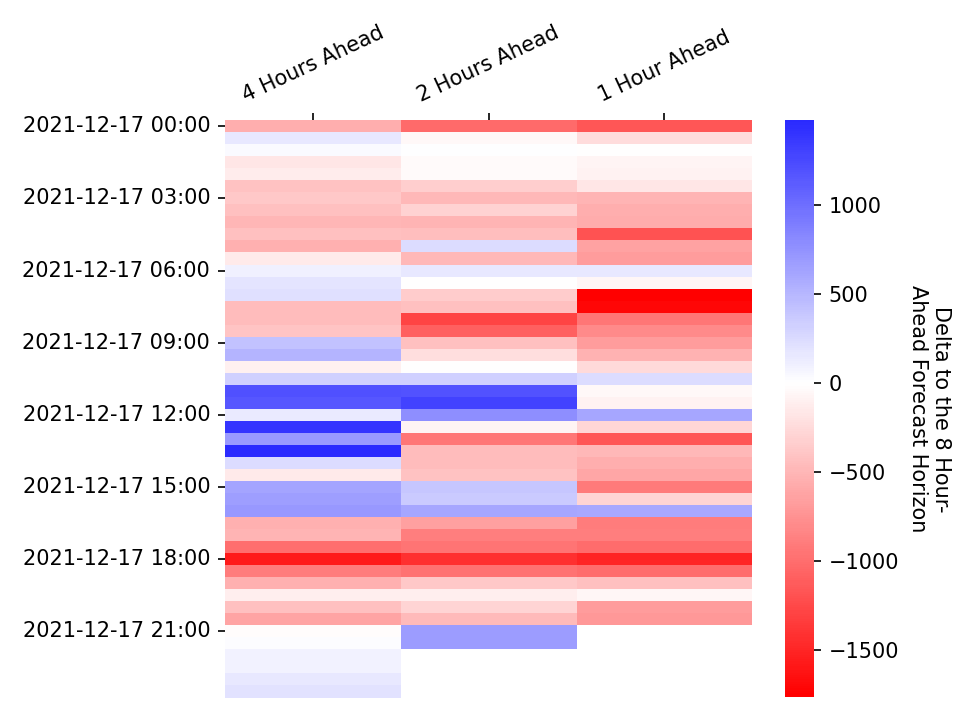 4 Hours Ahead
2 Hours Ahead
1 Hour Ahead
2021-12-17 00:00
2021-12-17 03:00
2021-12-17 06:00
2021-12-17 09:00
2021-12-17 12:00
2021-12-17 15:00
2021-12-17 18:00
2021-12-17 21:00
1000
500
0
−500
−1000
−1500
Delta to the 8 Hour-
Ahead Forecast Horizon